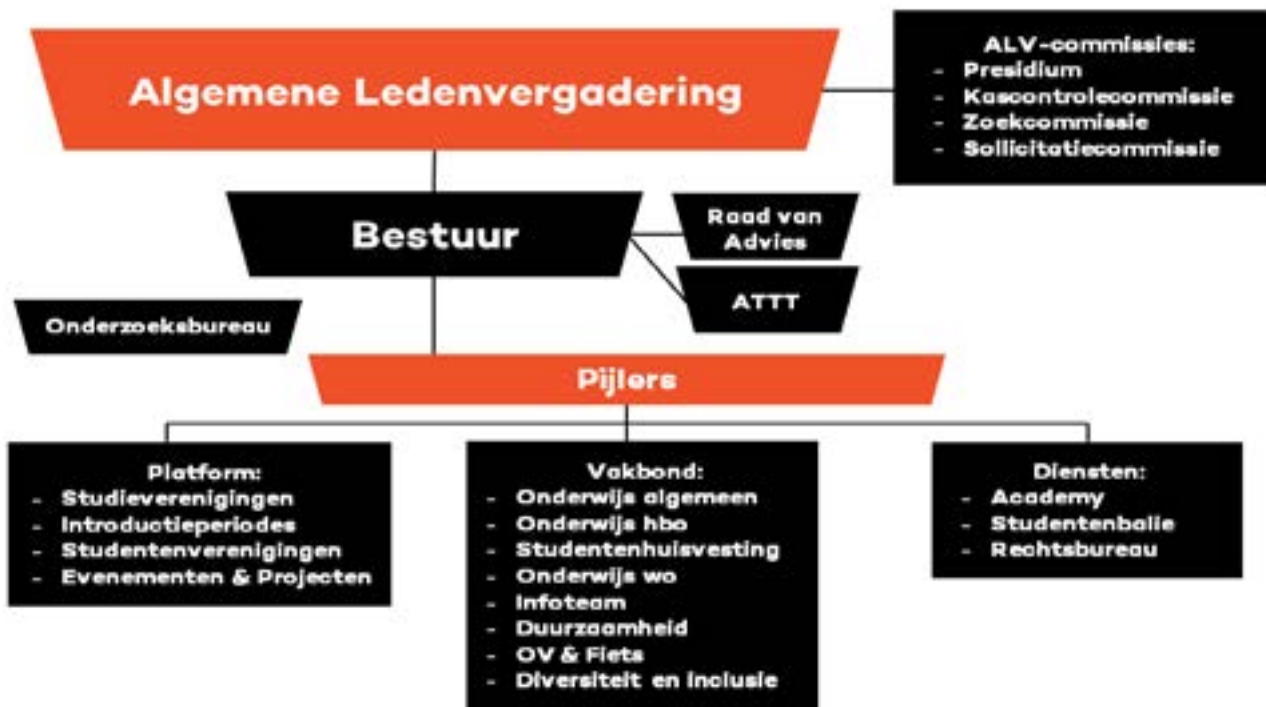 Algemene Ledenvergadering
ALV-commissies:
- Presidium
- Kascontrolecommissie
- Zoekcommissie
- Sollicitatiecommissie
Bestuur
Raad van
Advies
ATTT
Onderzoeksbureau
Pijlers
Platform:
- Studieverenigingen
- Introductieperiodes
- Studentenverenigingen
- Evenementen & Projecten
Vakbond:
- Onderwijs algemeen
- Onderwijs hbo
- Studentenhuisvesting
- Onderwijs wo
- Infoteam
- Duurzaamheid
- OV & Fiets
- Diversiteit en inclusie
Diensten:
- Academy
- Studentenbalie
- Rechtsbureau